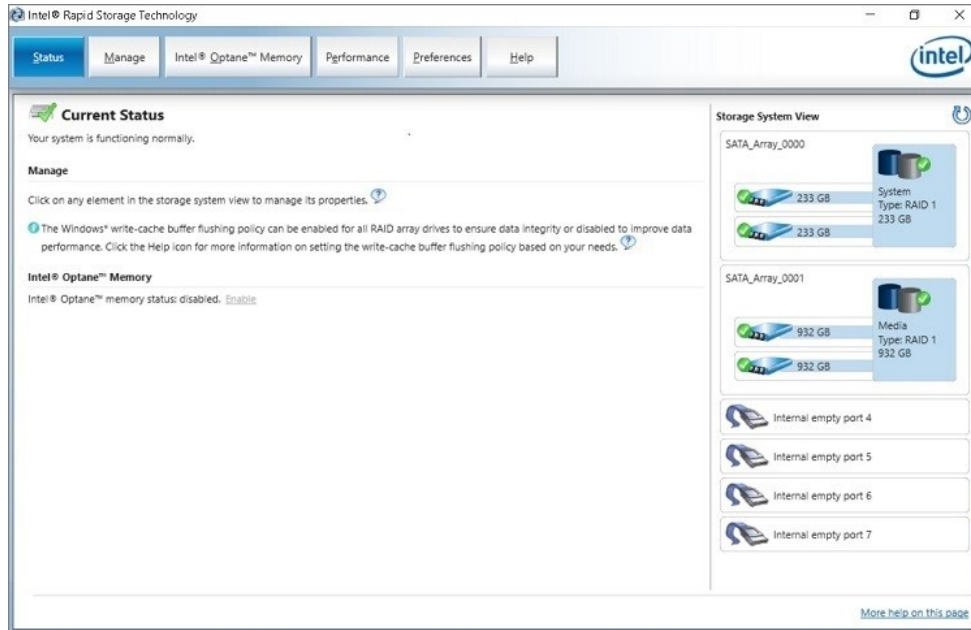 Intel® Rapid Storage Technology
Status
Manage
Intel® Optane™ Memory
Performance
Preferences
Help
intel
Current Status
Your system is functioning normally.
Manage
Click on any element in the storage system view to manage its properties.
The Windows* write-cache buffer flushing policy can be enabled for all RAID array drives to ensure data integrity or disabled to improve data
performance. Click the Help icon for more information on setting the write-cache buffer flushing policy based on your needs.
Intel® Optane™ Memory
Intel® Optane™ memory status: disabled. Enable
Storage System View
SATA_Array_0000
233 GB
233 GB
System
Type: RAID 1
233 GB
SATA_Array_0001
932 GB
932 GB
Media
Type: RAID 1
932 GB
Internal empty port 4
Internal empty port 5
Internal empty port 6
Internal empty port 7
More help on this page